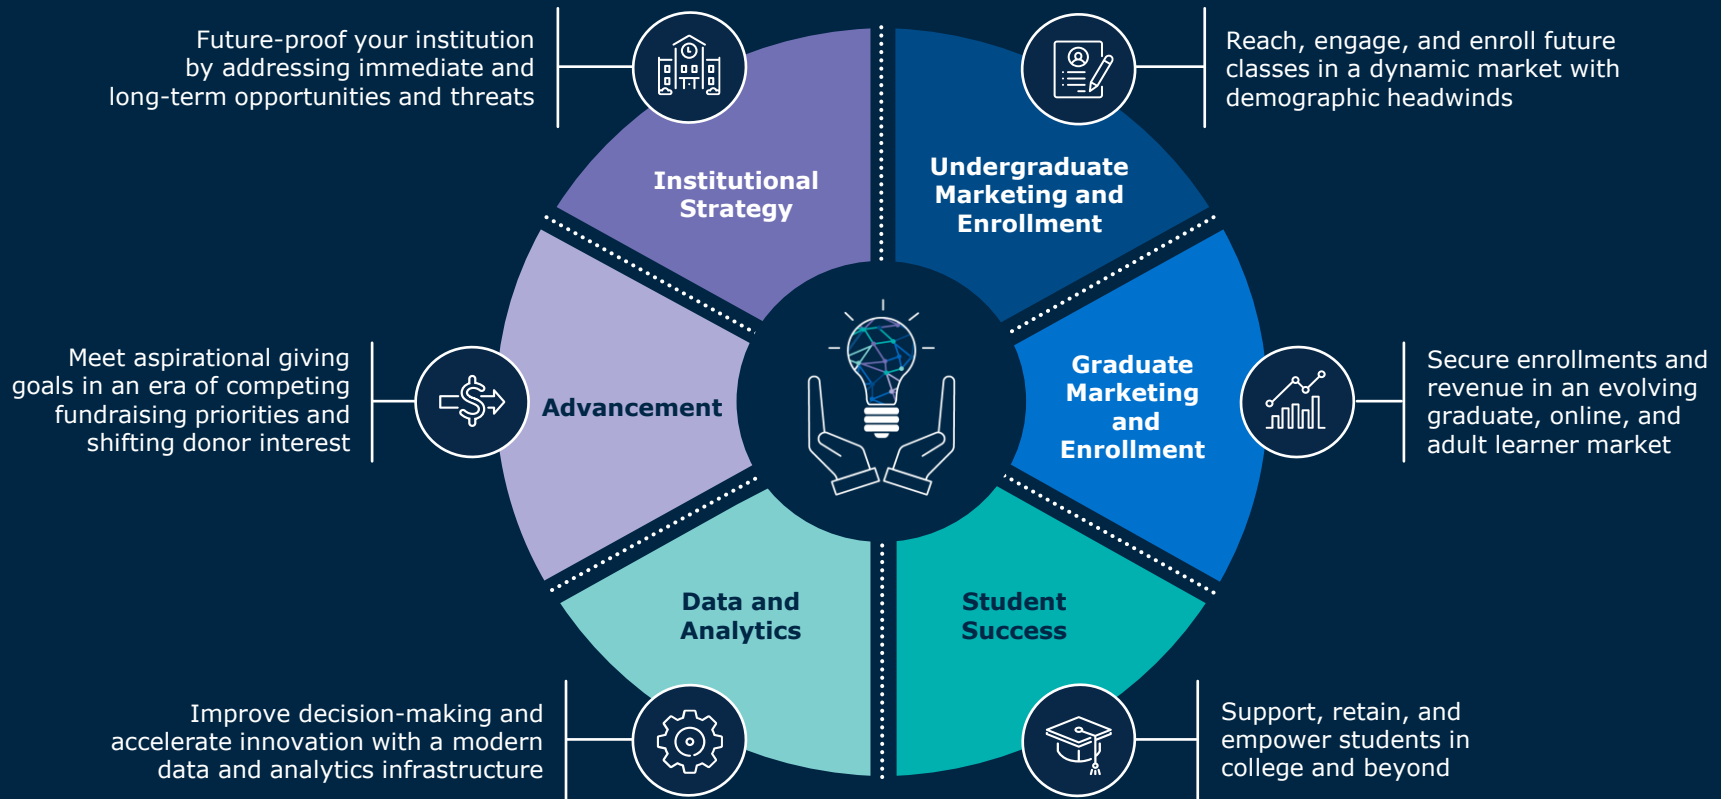 Future-proof your institution
by addressing immediate and
long-term opportunities and threats
Institutional
Strategy
Reach, engage, and enroll future
classes in a dynamic market with
demographic headwinds
Undergraduate
Marketing and
Enrollment
Secure enrollments and
revenue in an evolving
graduate, online, and
adult learner market
Graduate
Marketing
and
Enrollment
Support, retain, and
empower students in
college and beyond
Student
Success
Improve decision-making and
accelerate innovation with a modern
data and analytics infrastructure
Data and
Analytics
Meet aspirational giving
goals in an era of competing
fundraising priorities and
shifting donor interest
Advancement